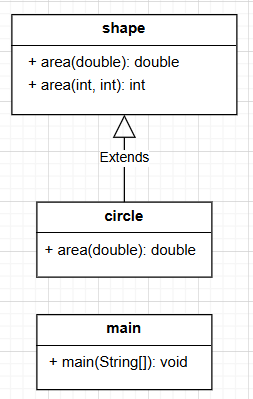 shape
+ area(double): double
+ area(int, int): int
Extends
circle
+ area(double): double
main
+ main(String[]): void